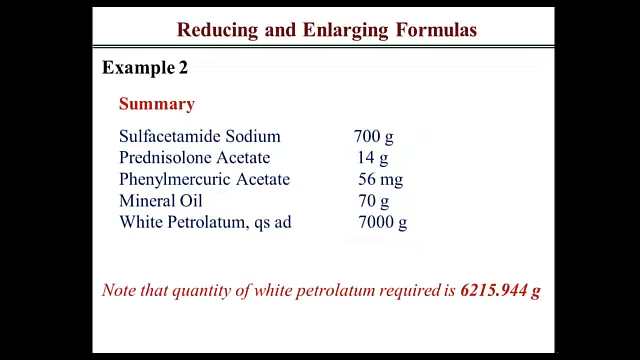 Reducing and Enlarging Formulas
Example 2
Summary
Sulfacetamide Sodium 700 g
Prednisolone Acetate 14 g
Phenylmercuric Acetate 56 mg
Mineral Oil 70 g
White Petrolatum, qs ad 7000 g
Note that quantity of white petrolatum required is 6215.944 g